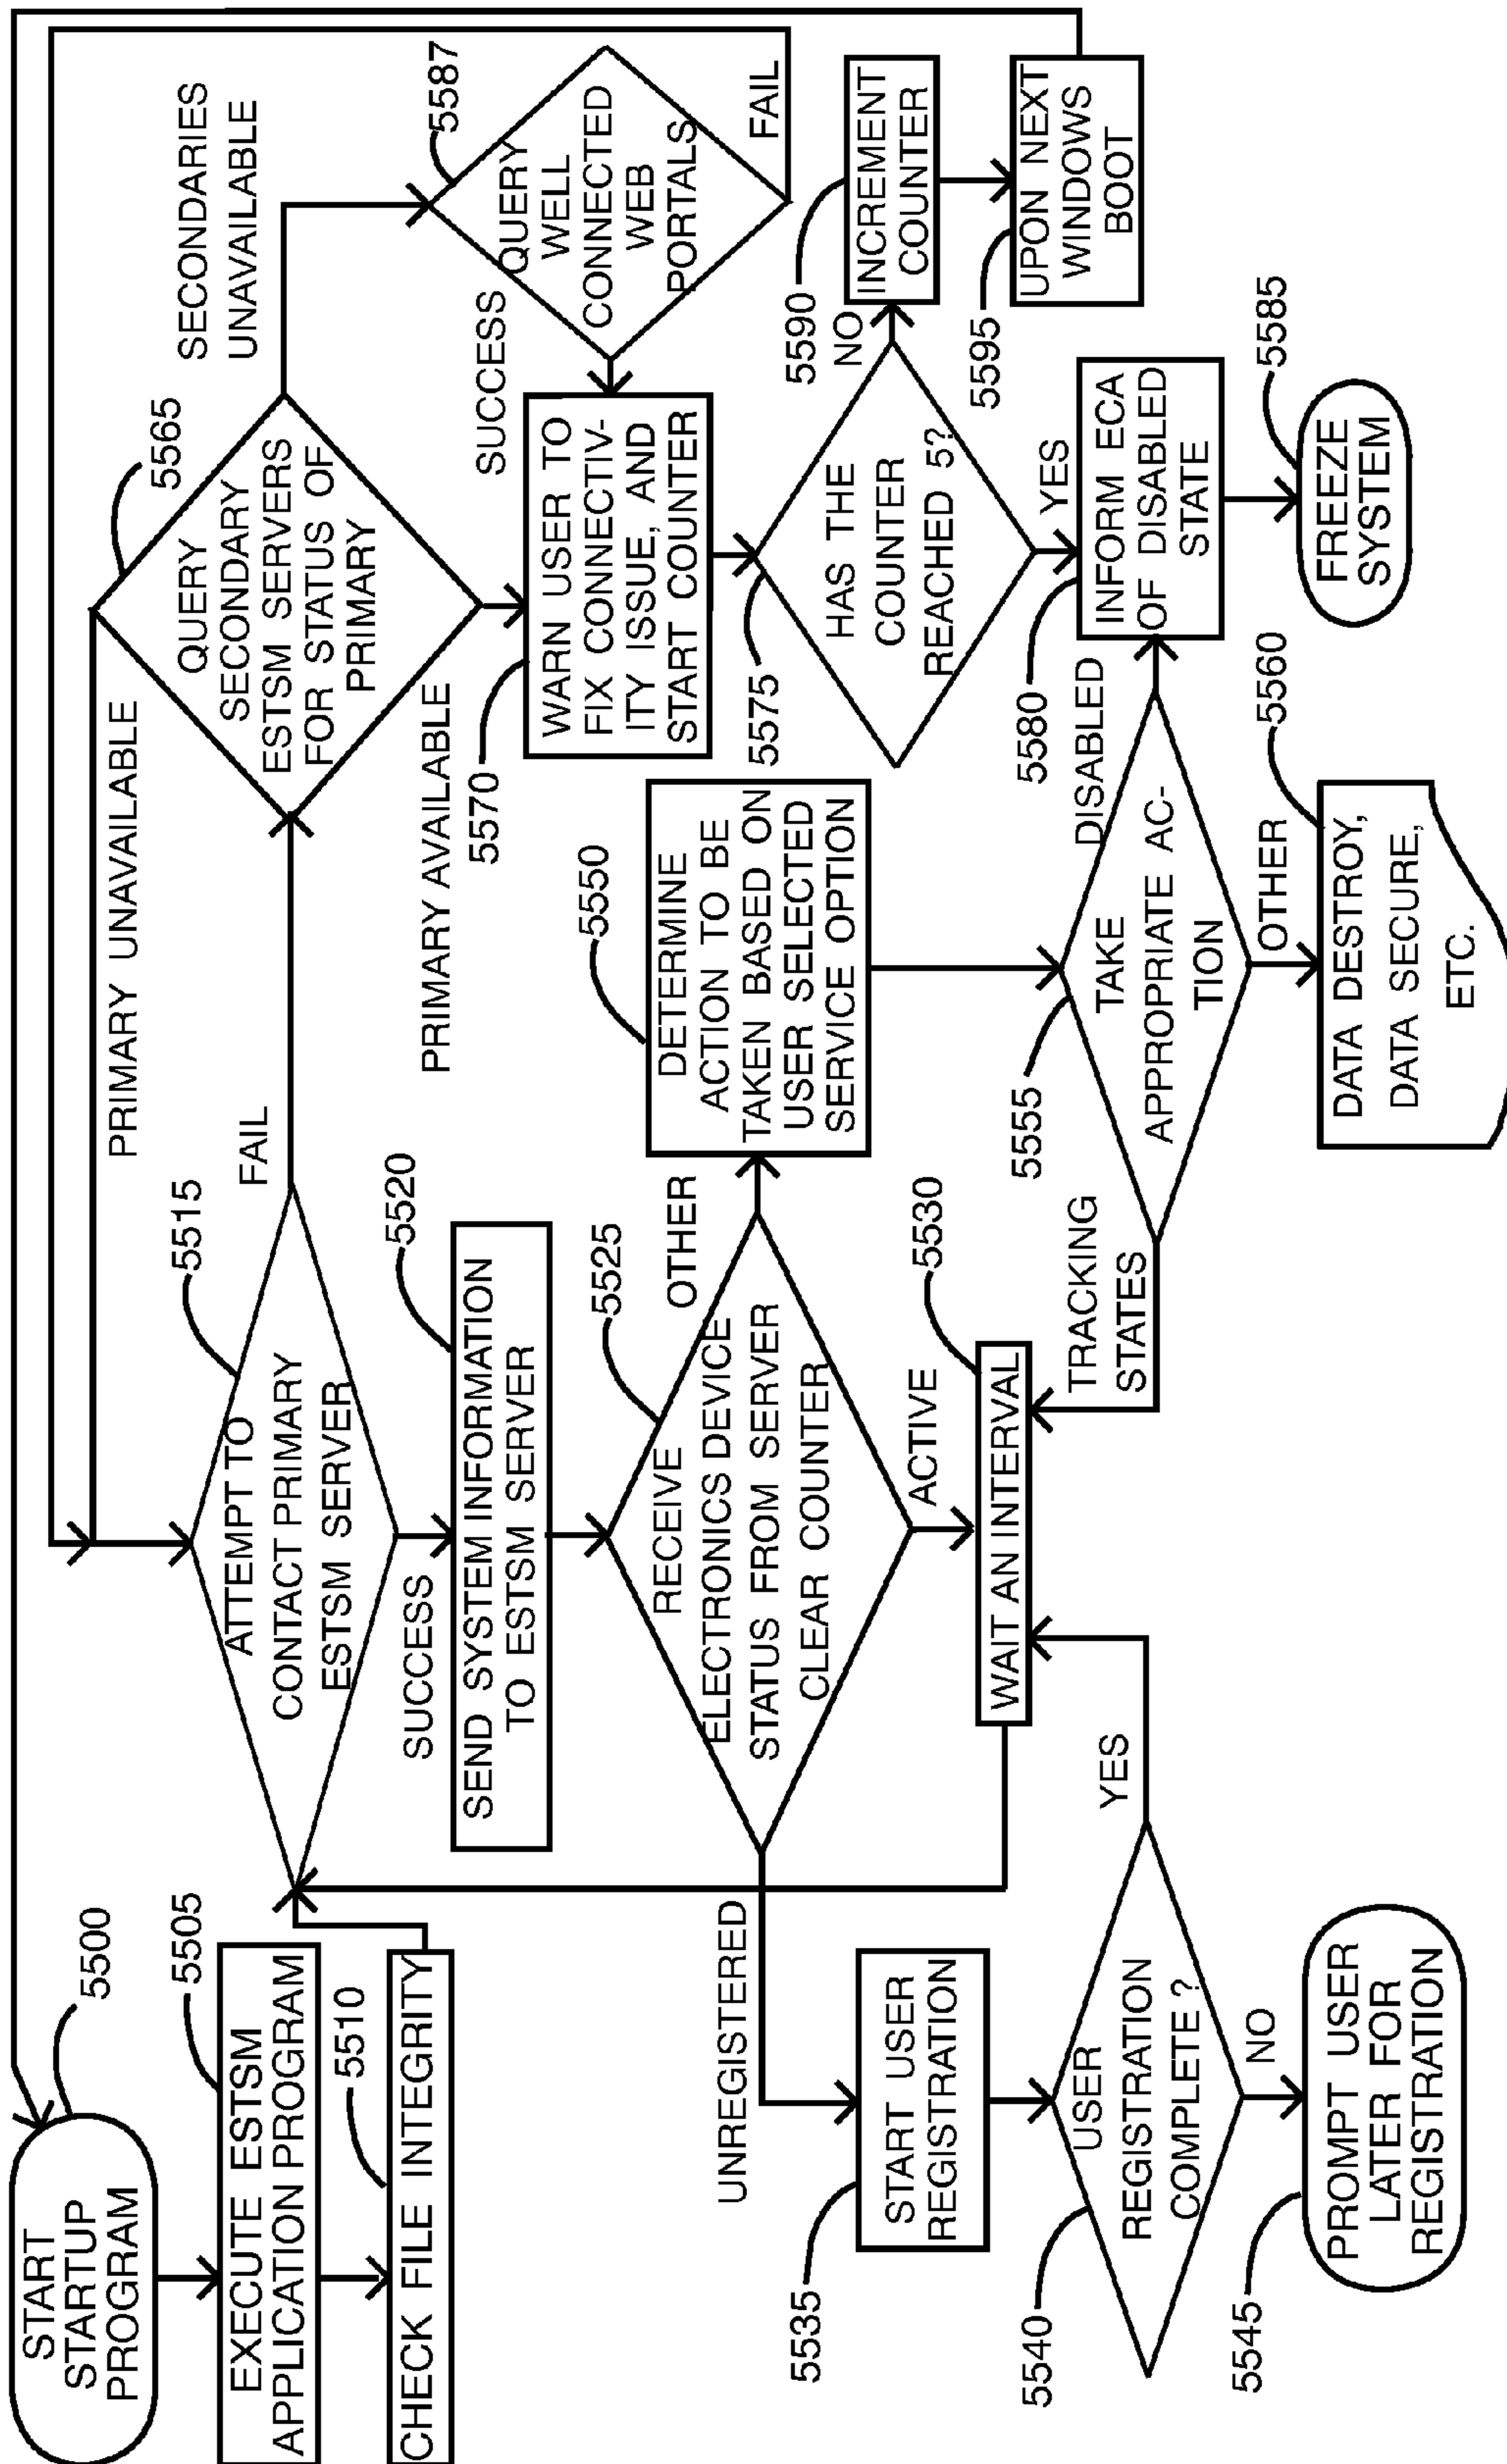 START
STARTUP
PROGRAM
5500
EXECUTE ESTSM
APPLICATION PROGRAM
5505
CHECK FILE INTEGRITY
5510
ATTEMPT TO
CONTACT PRIMARY
ESTSM SERVER
5515
FAIL
SUCCESS
PRIMARY UNAVAILABLE
QUERY
SECONDARY
ESTSM SERVERS
FOR STATUS OF
PRIMARY
5565
SECONDARIES
UNAVAILABLE
PRIMARY AVAILABLE
QUERY
WELL
CONNECTED
WEB
PORTALS
5587
SUCCESS
FAIL
SEND SYSTEM INFORMATION
TO ESTSM SERVER
5520
WARN USER TO
FIX CONNECTIV-
ITY ISSUE, AND
START COUNTER
5570
RECEIVE
ELECTRONICS DEVICE
STATUS FROM SERVER
CLEAR COUNTER
5525
OTHER
ACTIVE
UNREGISTERED
DETERMINE
ACTION TO BE
TAKEN BASED ON
USER SELECTED
SERVICE OPTION
5550
HAS THE
COUNTER
REACHED 5?
5575
NO
YES
INCREMENT
COUNTER
5590
UPON NEXT
WINDOWS
BOOT
5595
START USER
REGISTRATION
5535
WAIT AN INTERVAL
5530
TRACKING
STATES
TAKE
APPROPRIATE AC-
TION
5555
DISABLED
OTHER
INFORM ECA
OF DISABLED
STATE
5580
FREEZE
SYSTEM
5585
USER
REGISTRATION
COMPLETE ?
5540
YES
NO
PROMPT USER
LATER FOR
REGISTRATION
5545
DATA DESTROY,
DATA SECURE,
ETC.
5560